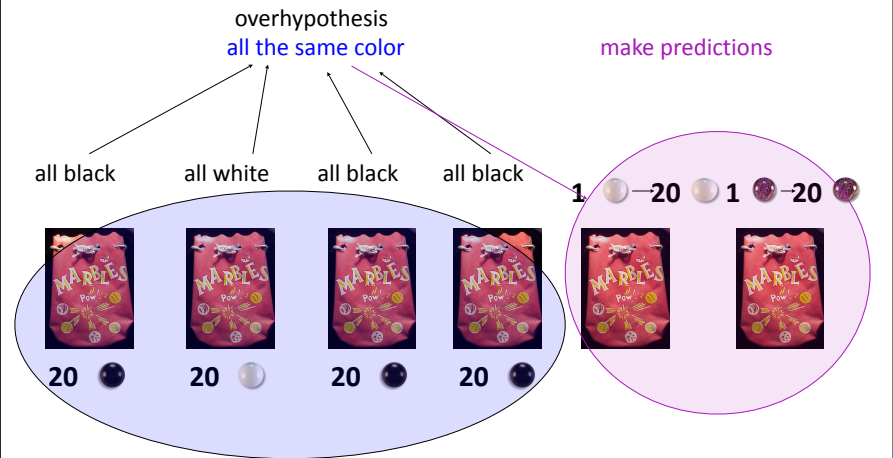 overhypothesis
all the same color
make predictions
all black
all white
all black
all black
1 → 20 1 → 20
MARBLES
Pow
MARBLES
Pow
MARBLES
Pow
MARBLES
Pow
MARBLES
Pow
MARBLES
Pow
20
20
20
20